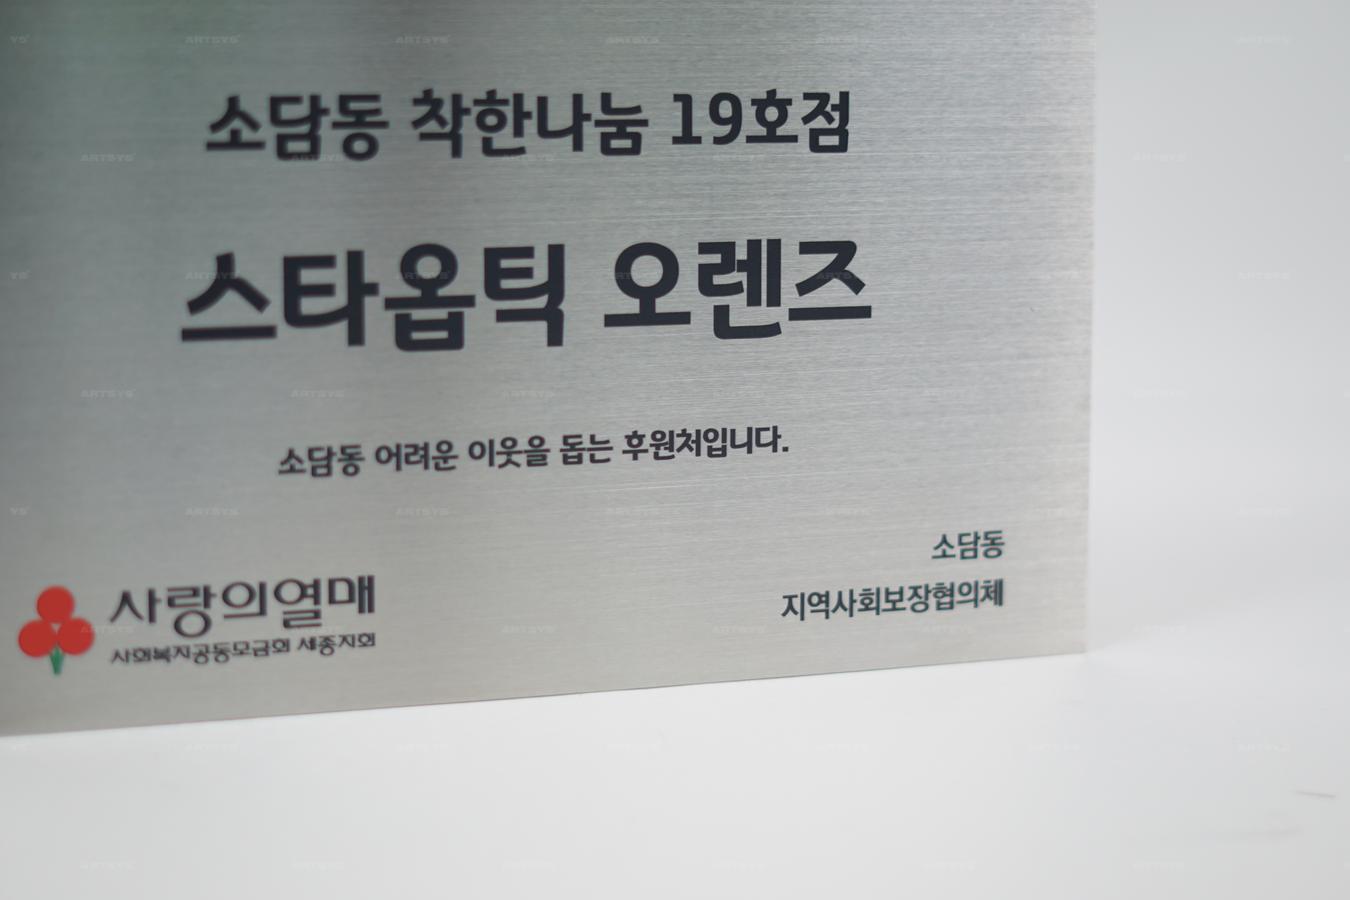 소담동 착한나눔 19호점
스타옵틱 오렌즈
소담동 어려운 이웃을 돕는 후원처입니다.
사랑의열매
사회복지공동모금회 세종지회
소담동
지역사회보장협의체
ARTSYS